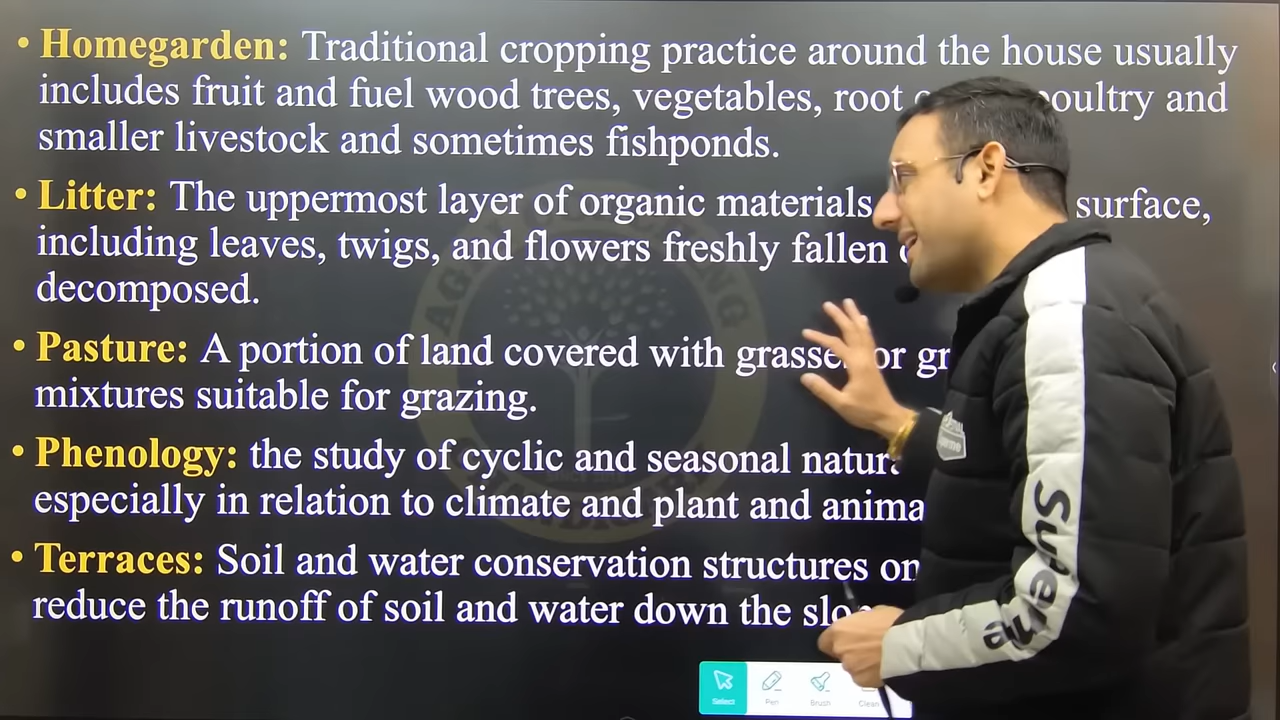 • Homegarden: Traditional cropping practice around the house usually
includes fruit and fuel wood trees, vegetables, root poultry and
smaller livestock and sometimes fishponds.
• Litter: The uppermost layer of organic materials surface,
including leaves, twigs, and flowers freshly fallen
decomposed.
• Pasture: A portion of land covered with grasses or
mixtures suitable for grazing.
• Phenology: the study of cyclic and seasonal
especially in relation to climate and plant and
• Terraces: Soil and water conservation structures on
reduce the runoff of soil and water down the
Select Pen Brush Clean